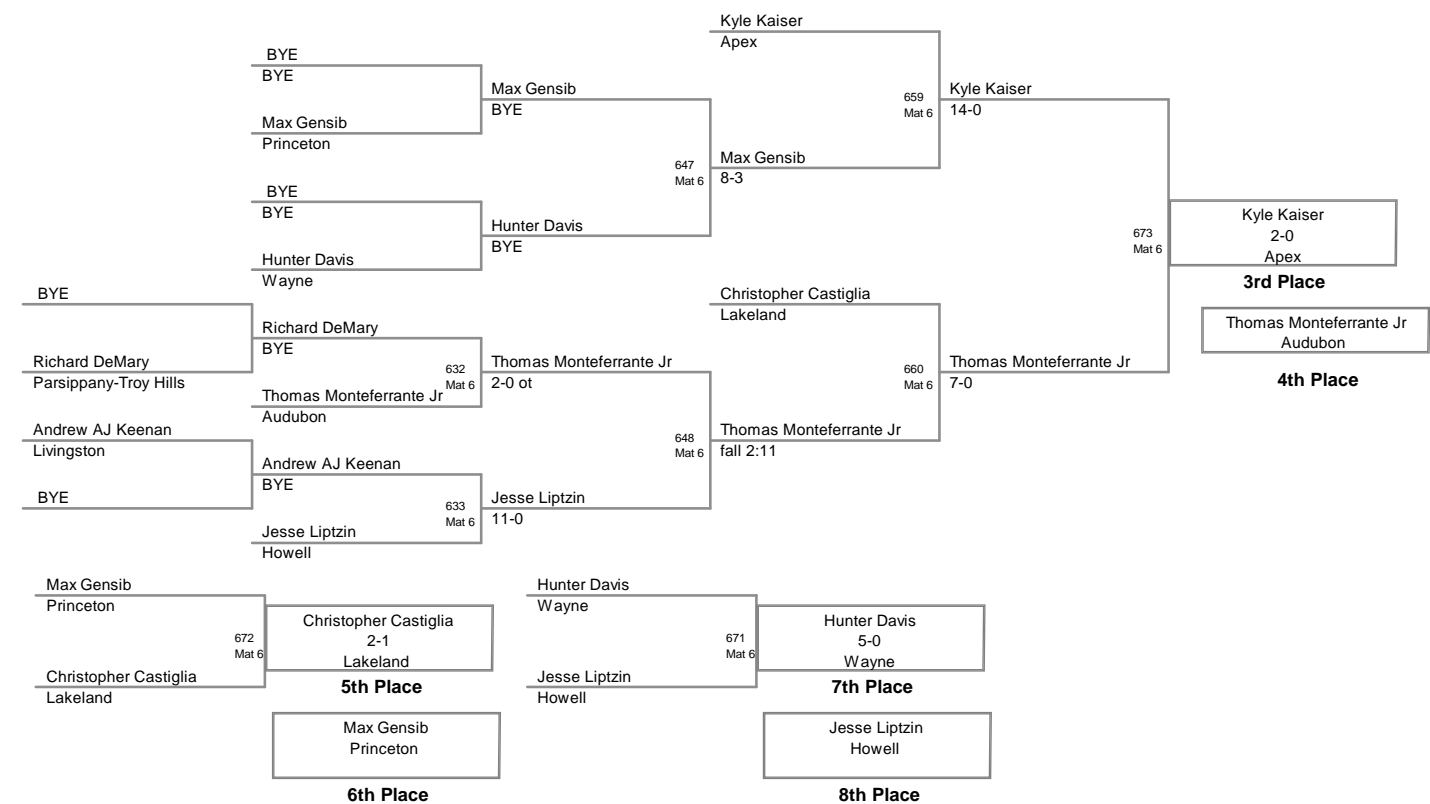 Kyle Kaiser
Apex
BYE
BYE
Max Gensib
BYE
659
Mat 6
Kyle Kaiser
14-0
Max Gensib
Princeton
647
Mat 6
Max Gensib
8-3
BYE
BYE
Hunter Davis
BYE
673
Mat 6
Kyle Kaiser
2-0
Apex
3rd Place
Hunter Davis
Wayne
BYE
Christopher Castiglia
Lakeland
Thomas Monteferrante Jr
Audubon
4th Place
Richard DeMary
BYE
Richard DeMary
Parsippany-Troy Hills
632
Mat 6
Thomas Monteferrante Jr
2-0 ot
660
Mat 6
Thomas Monteferrante Jr
7-0
Thomas Monteferrante Jr
Audubon
Andrew AJ Keenan
Livingston
648
Mat 6
Thomas Monteferrante Jr
fall 2:11
Andrew AJ Keenan
BYE
BYE
633
Mat 6
Jesse Liptzin
11-0
Jesse Liptzin
Howell
Max Gensib
Princeton
672
Mat 6
Christopher Castiglia
2-1
Lakeland
Christopher Castiglia
Lakeland
5th Place
Max Gensib
Princeton
6th Place
Hunter Davis
Wayne
671
Mat 6
Hunter Davis
5-0
Wayne
Jesse Liptzin
Howell
7th Place
Jesse Liptzin
Howell
8th Place